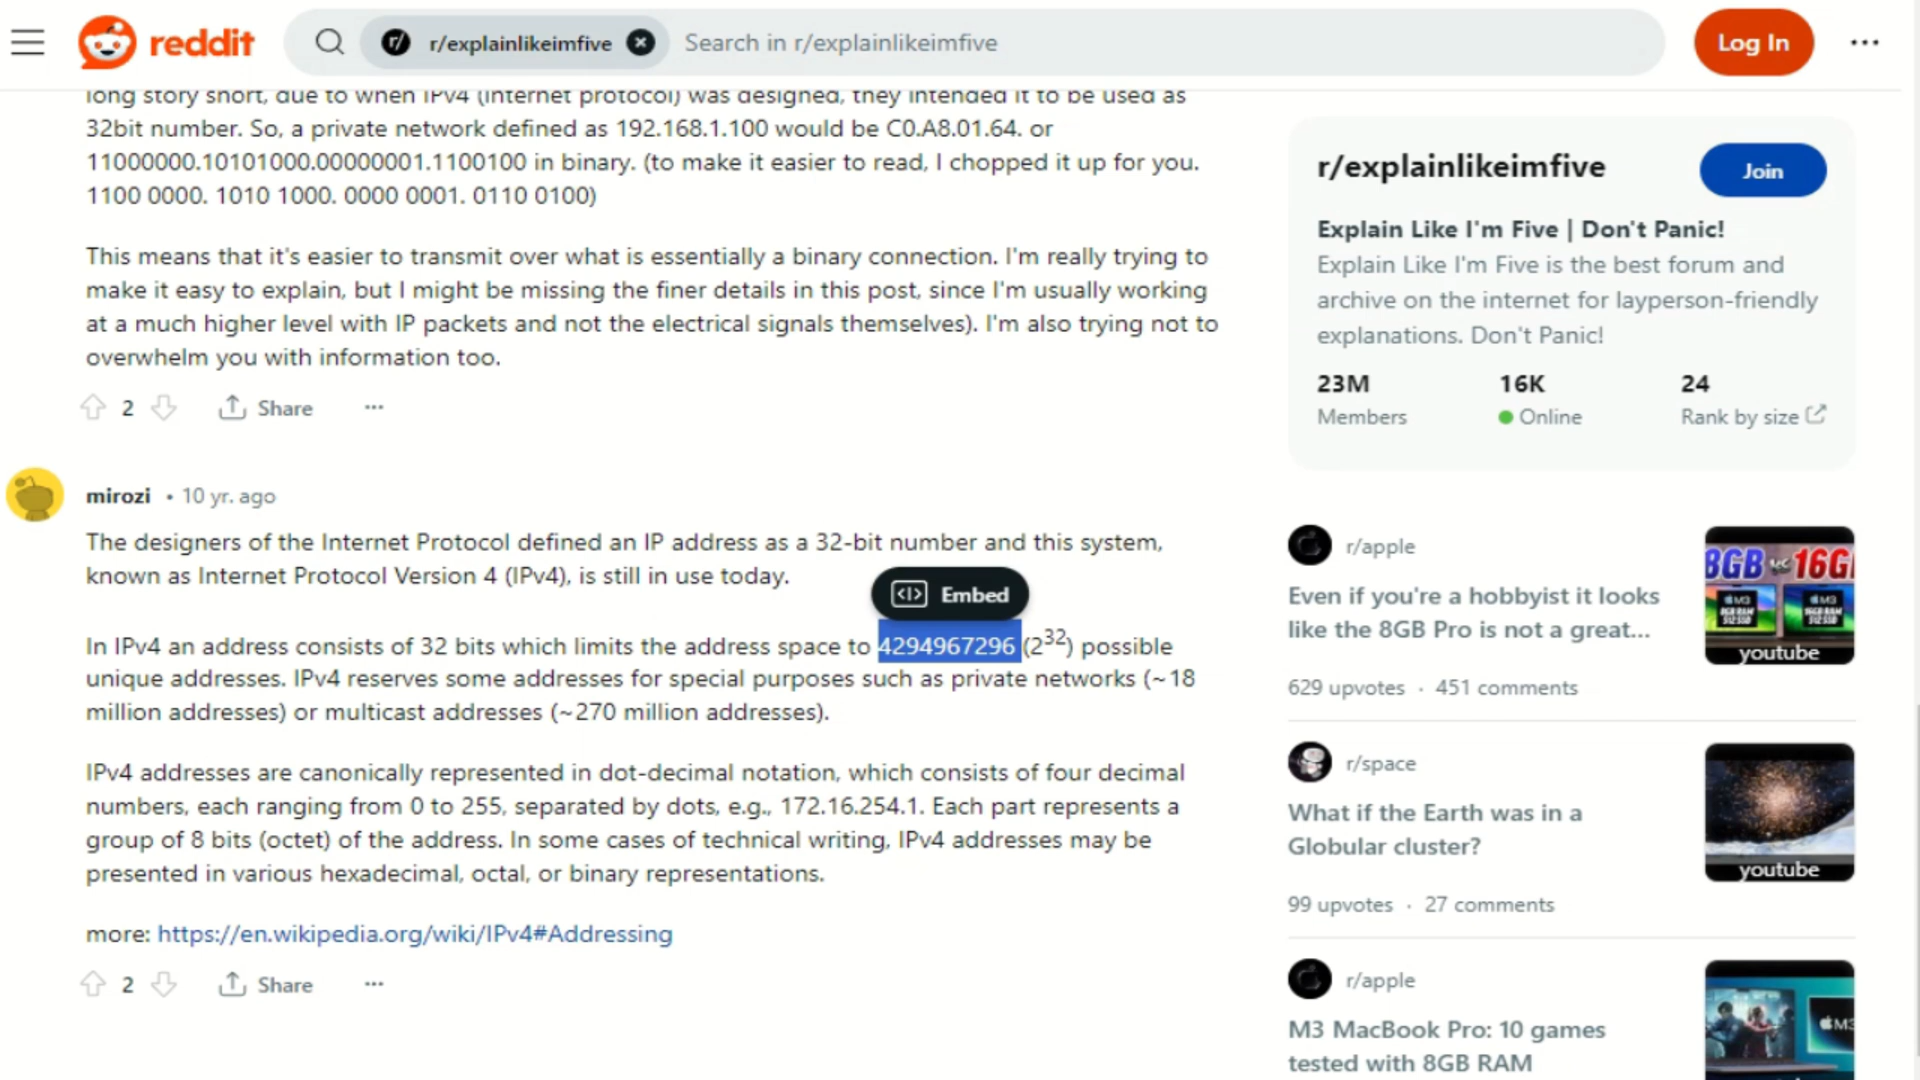 reddit
r/explainlikeimfive
Search in r/explainlikeimfive
Log In
long story short, due to when IPv4 (internet protocol) was designed, they intended it to be used as
32bit number. So, a private network defined as 192.168.1.100 would be C0.A8.01.64. or
11000000.10101000.00000001.1100100 in binary. (to make it easier to read, I chopped it up for you.
1100 0000. 1010 1000. 0000 0001. 0110 0100)
This means that it's easier to transmit over what is essentially a binary connection. I'm really trying to
make it easy to explain, but I might be missing the finer details in this post, since I'm usually working
at a much higher level with IP packets and not the electrical signals themselves). I'm also trying not to
overwhelm you with information too.
2 Share ...
mirozi • 10 yr. ago
The designers of the Internet Protocol defined an IP address as a 32-bit number and this system,
known as Internet Protocol Version 4 (IPv4), is still in use today.
Embed
In IPv4 an address consists of 32 bits which limits the address space to 4294967296 (2³²) possible
unique addresses. IPv4 reserves some addresses for special purposes such as private networks (~18
million addresses) or multicast addresses (~270 million addresses).
IPv4 addresses are canonically represented in dot-decimal notation, which consists of four decimal
numbers, each ranging from 0 to 255, separated by dots, e.g., 172.16.254.1. Each part represents a
group of 8 bits (octet) of the address. In some cases of technical writing, IPv4 addresses may be
presented in various hexadecimal, octal, or binary representations.
more: https://en.wikipedia.org/wiki/IPv4#Addressing
2 Share ...
r/explainlikeimfive
Join
Explain Like I'm Five | Don't Panic!
Explain Like I'm Five is the best forum and
archive on the internet for layperson-friendly
explanations. Don't Panic!
23M 16K 24
Members Online Rank by size
r/apple
Even if you're a hobbyist it looks
like the 8GB Pro is not a great...
629 upvotes · 451 comments
8GB 16G
youtube
r/space
What if the Earth was in a
Globular cluster?
99 upvotes · 27 comments
youtube
r/apple
M3 MacBook Pro: 10 games
tested with 8GB RAM